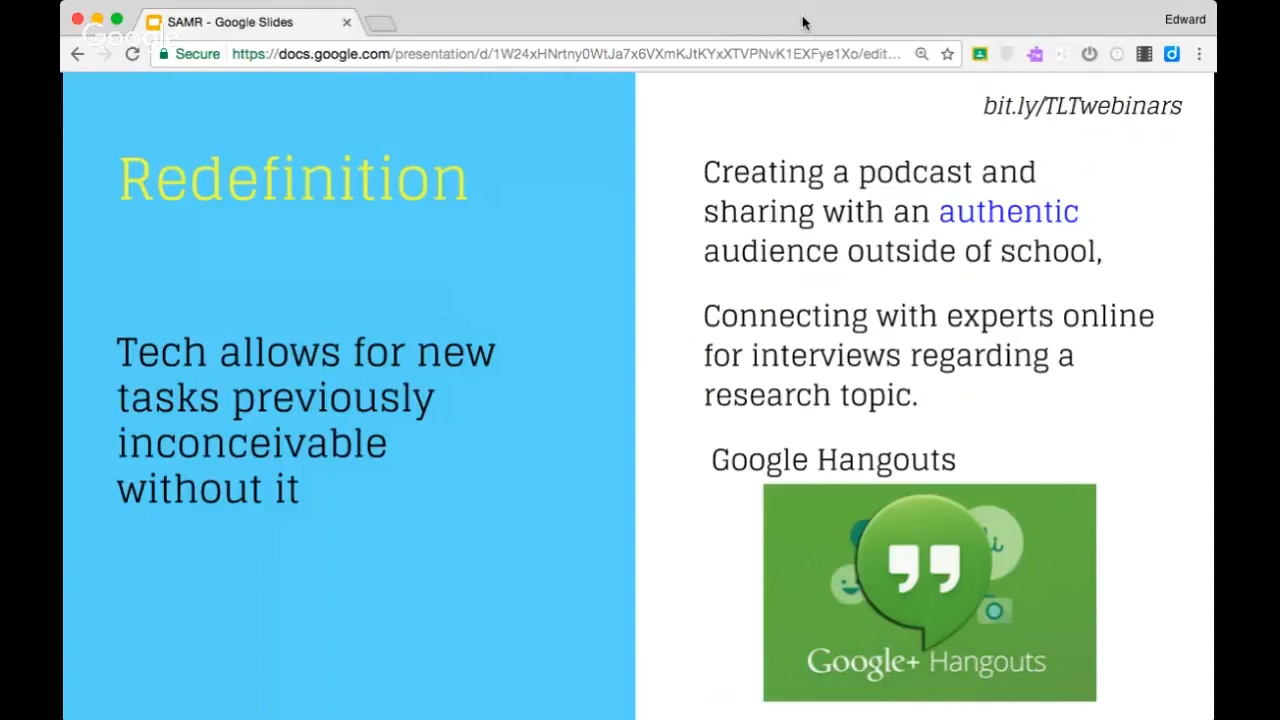 SAMR - Google Slides
Edward
Google
Secure
https://docs.google.com/presentation/d/1W24xHNrtny0WtJa7x6VXmKJtKYxXTVPNvK1EXFye1Xo/edit...
bit.ly/TLTwebinars
Redefinition
Tech allows for new
tasks previously
inconceivable
without it
Creating a podcast and
sharing with an authentic
audience outside of school,
Connecting with experts online
for interviews regarding a
research topic.
Google Hangouts
Hi
Google+ Hangouts